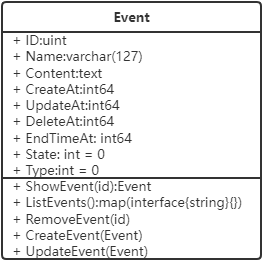 Event
+ ID:uint
+ Name:varchar(127)
+ Content:text
+ CreateAt:int64
+ UpdateAt:int64
+ DeleteAt:int64
+ EndTimeAt: int64
+ State: int = 0
+ Type:int = 0
+ ShowEvent(id):Event
+ ListEvents():map(interface{string}{})
+ RemoveEvent(id)
+ CreateEvent(Event)
+ UpdateEvent(Event)